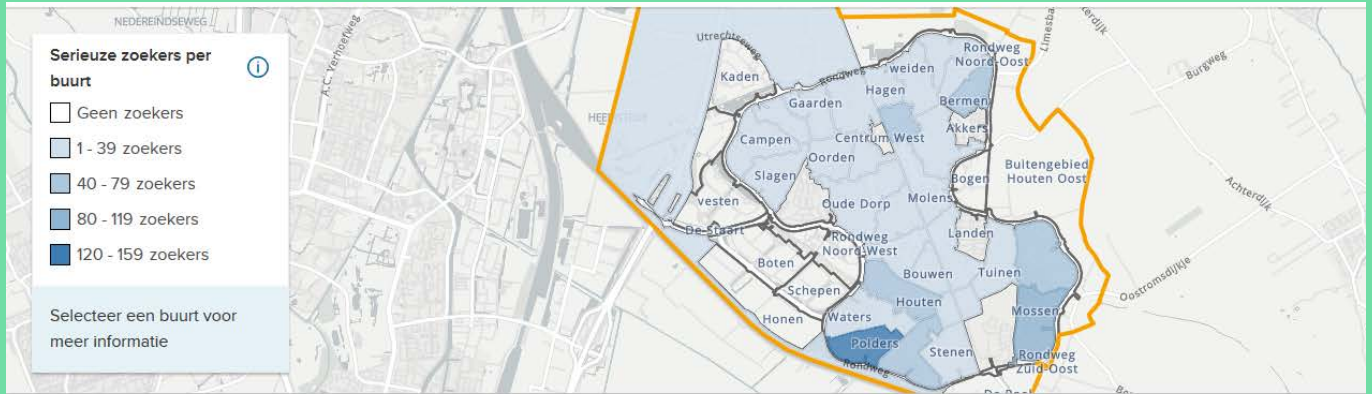 Serieuze zoekers per
buurt
Geen zoekers
1 - 39 zoekers
40 - 79 zoekers
80 - 119 zoekers
120 - 159 zoekers
Selecteer een buurt voor
meer informatie
NEDEREINDSEWEG
A.C. Verhoefweg
Utrechtseweg
Kaden
Rondweg
weiden
Rondweg
Noord-Oost
Achterdijk
Burgweg
Hagen
Gaarden
Bermen
Campen
Centrum West
Akkers
Oorden
Slagen
Bogen
Buitengebied
Houten Oost
Achterdijk
vesten
Oude Dorp
Molens
De Staart
Rondweg
Noord-West
Landen
Boten
Bouwen
Tuinen
Oostromsdijkje
Schepen
Houten
Mossen
Honen
Waters
Polders
Stenen
Rondweg
Rondweg
Zuid-Oost